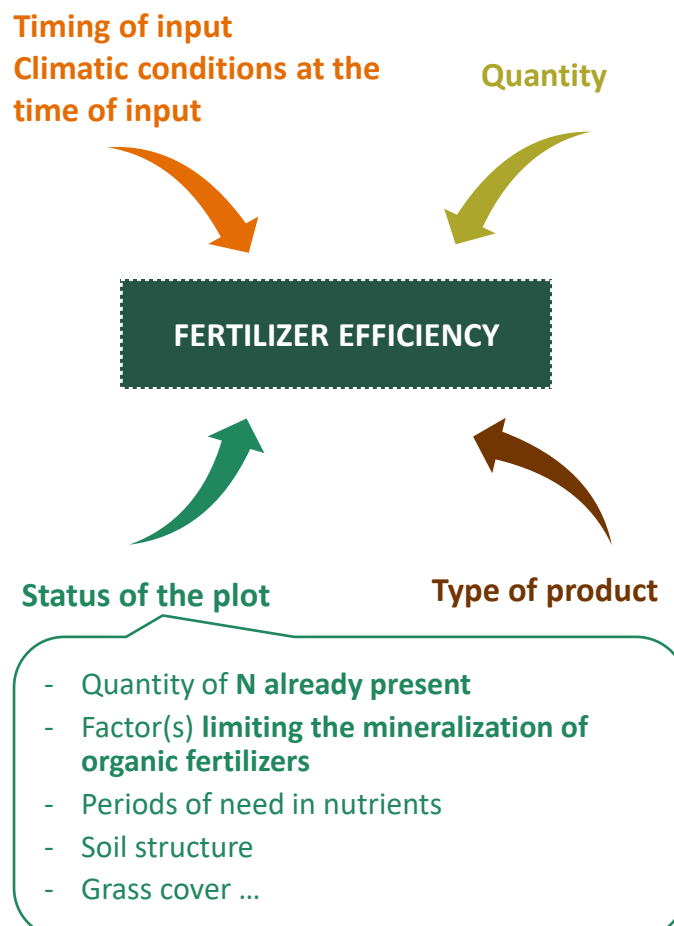 Timing of input
Climatic conditions at the
time of input
Quantity
FERTILIZER EFFICIENCY
Status of the plot
Type of product
- Quantity of N already present
- Factor(s) limiting the mineralization of
organic fertilizers
- Periods of need in nutrients
- Soil structure
- Grass cover ...